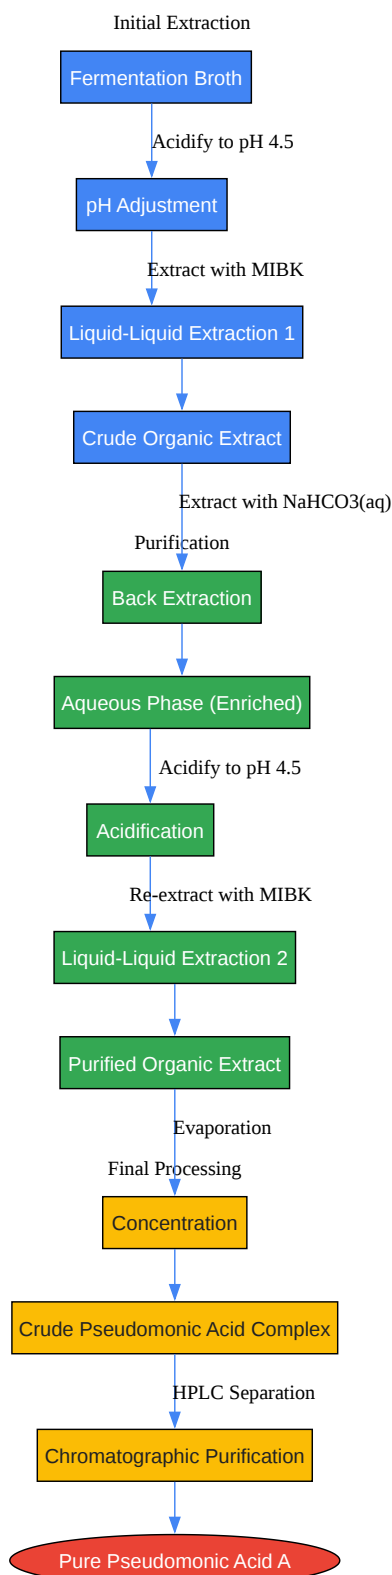 Initial Extraction
Fermentation Broth
Acidify to pH 4.5
pH Adjustment
Extract with MIBK
Liquid-Liquid Extraction 1
Crude Organic Extract
Extract with NaHCO3(aq)
Purification
Back Extraction
Aqueous Phase (Enriched)
Acidify to pH 4.5
Acidification
Re-extract with MIBK
Liquid-Liquid Extraction 2
Purified Organic Extract
Evaporation
Final Processing
Concentration
Crude Pseudomonic Acid Complex
HPLC Separation
Chromatographic Purification
Pure Pseudomonic Acid A